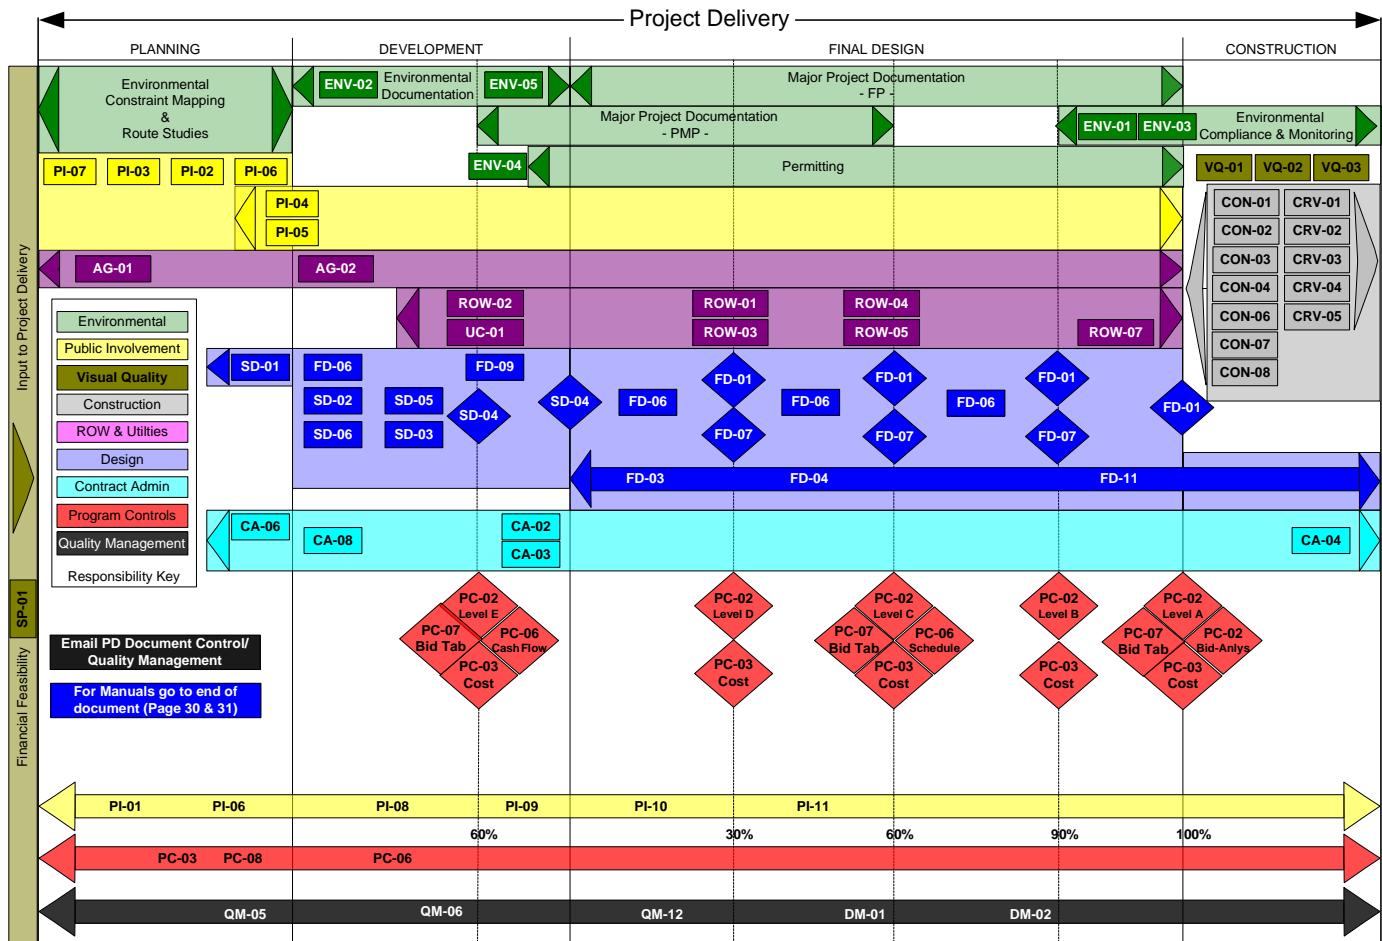 Project Delivery
PLANNING
DEVELOPMENT
FINAL DESIGN
CONSTRUCTION
Environmental
Constraint Mapping
&
Route Studies
ENV-02
Environmental
Documentation
ENV-05
Major Project Documentation
- FP -
Major Project Documentation
- PMP -
ENV-01
ENV-03
Environmental
Compliance & Monitoring
ENV-04
Permitting
PI-07
PI-03
PI-02
PI-06
VQ-01
VQ-02
VQ-03
PI-04
PI-05
CON-01
CRV-01
CON-02
CRV-02
CON-03
CRV-03
CON-04
CRV-04
CON-06
CRV-05
CON-07
CON-08
AG-01
AG-02
ROW-02
ROW-01
ROW-04
UC-01
ROW-03
ROW-05
ROW-07
Input to Project Delivery
SP-01
Financial Feasibility
Environmental
Public Involvement
Visual Quality
Construction
ROW & Utilties
Design
Contract Admin
Program Controls
Quality Management
Responsibility Key
SD-01
FD-06
FD-09
SD-02
SD-05
SD-06
SD-03
SD-04
SD-04
FD-06
FD-01
FD-07
FD-06
FD-01
FD-07
FD-06
FD-01
FD-07
FD-01
FD-03
FD-04
FD-11
CA-06
CA-08
CA-02
CA-03
CA-04
Email PD Document Control/
Quality Management
For Manuals go to end of
document (Page 30 & 31)
PC-02
Level E
PC-07
Bid Tab
PC-06
Cash Flow
PC-03
Cost
PC-02
Level D
PC-03
Cost
PC-02
Level C
PC-07
Bid Tab
PC-06
Schedule
PC-03
Cost
PC-02
Level B
PC-03
Cost
PC-02
Level A
PC-07
Bid Tab
PC-02
Bid-Anlys
PC-03
Cost
PI-01
PI-06
PI-08
PI-09
PI-10
PI-11
60%
30%
60%
90%
100%
PC-03
PC-08
PC-06
QM-05
QM-06
QM-12
DM-01
DM-02